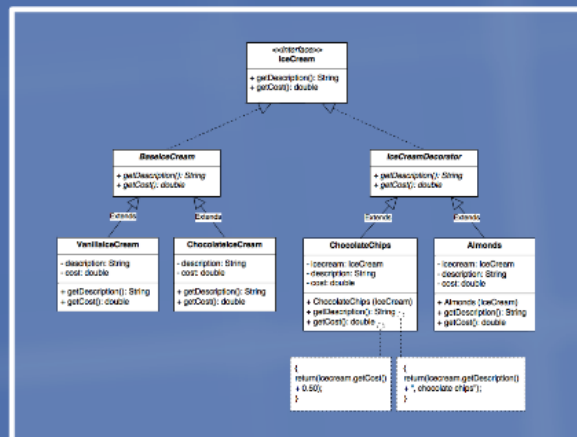 <<interface>>
IceCream
+ getDescription(): String
+ getCost(): double
BaseIceCream
+ getDescription(): String
+ getCost(): double
IceCreamDecorator
+ getDescription(): String
+ getCost(): double
Extends
Extends
Extends
Extends
VanillaIceCream
- description: String
- cost: double
+ getDescription(): String
+ getCost(): double
ChocolateIceCream
- description: String
- cost: double
+ getDescription(): String
+ getCost(): double
ChocolateChips
- icecream: IceCream
- description: String
- cost: double
+ ChocolateChips (IceCream)
+ getDescription(): String
+ getCost(): double
Almonds
- icecream: IceCream
- description: String
- cost: double
+ Almonds (IceCream)
+ getDescription(): String
+ getCost(): double
{
return(icecream.getCost()
+ 0.50);
}
{
return(icecream.getDescription()
+ ", chocolate chips");
}